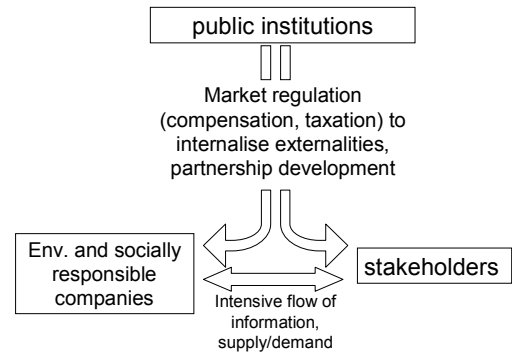 public institutions
Market regulation
(compensation, taxation) to
internalise externalities,
partnership development
Env. and socially
responsible
companies
stakeholders
Intensive flow of
information,
supply/demand